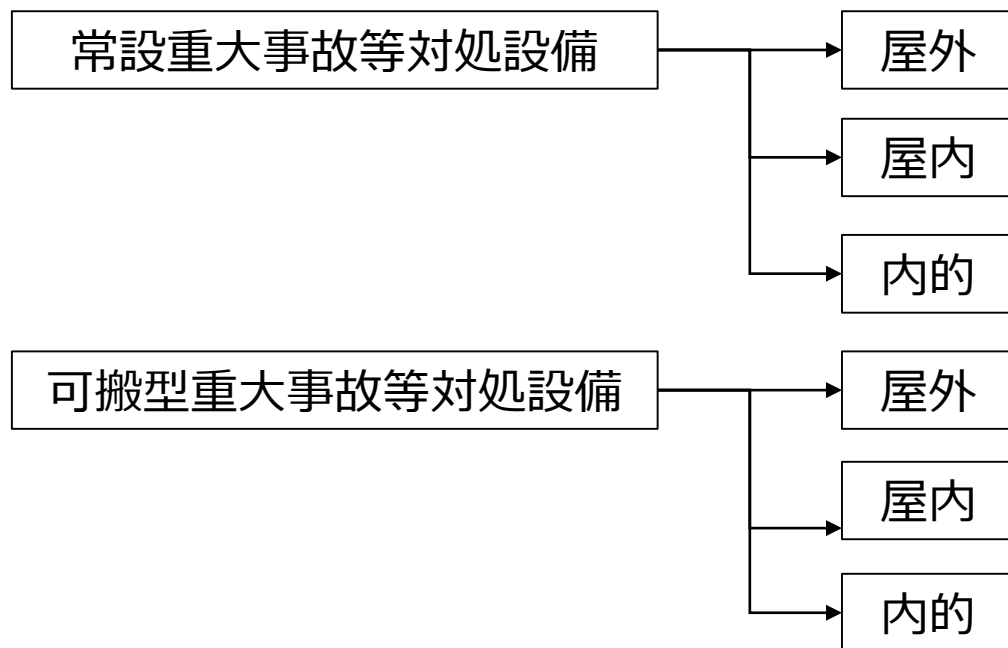 常設重大事故等対処設備
屋外
屋内
内的
可搬型重大事故等対処設備
屋外
屋内
内的